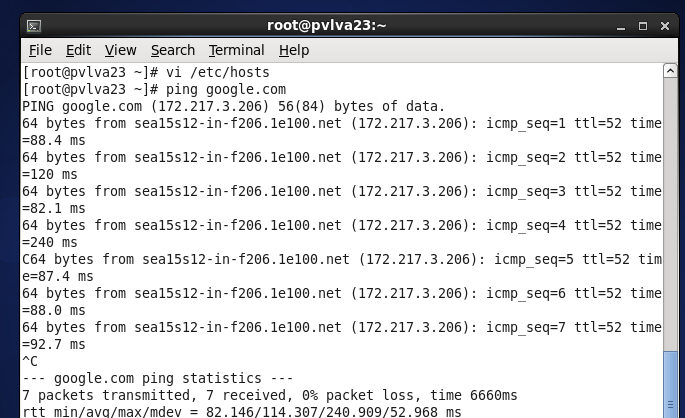 root@pvlva23:~
File Edit View Search Terminal Help
[root@pvlva23 ~]# vi /etc/hosts
[root@pvlva23 ~]# ping google.com
PING google.com (172.217.3.206) 56(84) bytes of data.
64 bytes from sea15s12-in-f206.1e100.net (172.217.3.206): icmp_seq=1 ttl=52 time
=88.4 ms
64 bytes from sea15s12-in-f206.1e100.net (172.217.3.206): icmp_seq=2 ttl=52 time
=120 ms
64 bytes from sea15s12-in-f206.1e100.net (172.217.3.206): icmp_seq=3 ttl=52 time
=82.1 ms
64 bytes from sea15s12-in-f206.1e100.net (172.217.3.206): icmp_seq=4 ttl=52 time
=240 ms
C64 bytes from sea15s12-in-f206.1e100.net (172.217.3.206): icmp_seq=5 ttl=52 tim
e=87.4 ms
64 bytes from sea15s12-in-f206.1e100.net (172.217.3.206): icmp_seq=6 ttl=52 time
=88.0 ms
64 bytes from sea15s12-in-f206.1e100.net (172.217.3.206): icmp_seq=7 ttl=52 time
=92.7 ms
^C
--- google.com ping statistics ---
7 packets transmitted, 7 received, 0% packet loss, time 6660ms
rtt min/avg/max/mdev = 82.146/114.307/240.909/52.968 ms